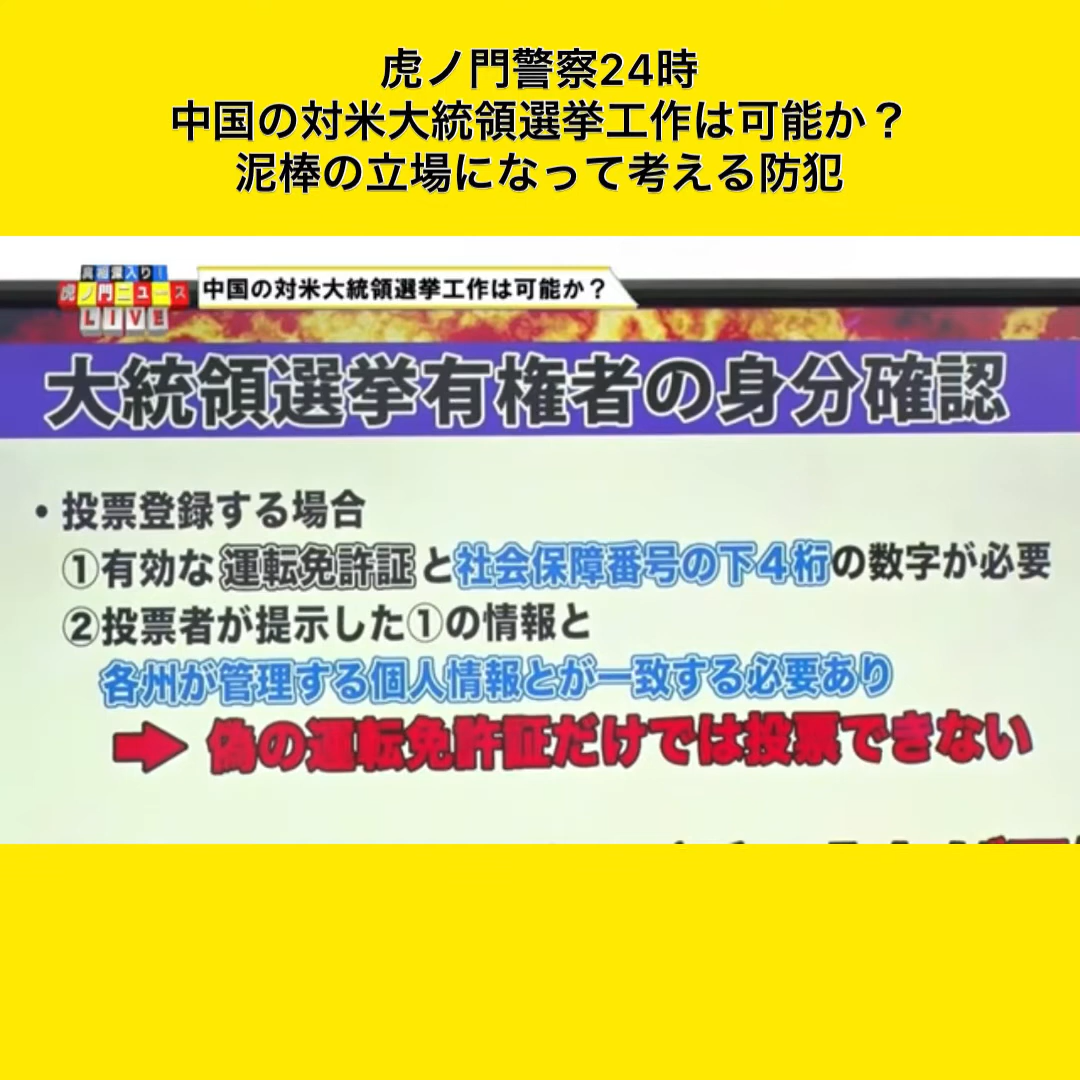 虎ノ門警察24時
中国の対米大統領選挙工作は可能か？
泥棒の立場になって考える防犯
真相深入り！
虎ノ門ニュース
LIVE
中国の対米大統領選挙工作は可能か？
大統領選挙有権者の身分確認
・投票登録する場合
①有効な運転免許証と社会保障番号の下4桁の数字が必要
②投票者が提示した①の情報と
各州が管理する個人情報とが一致する必要あり
➡偽の運転免許証だけでは投票できない